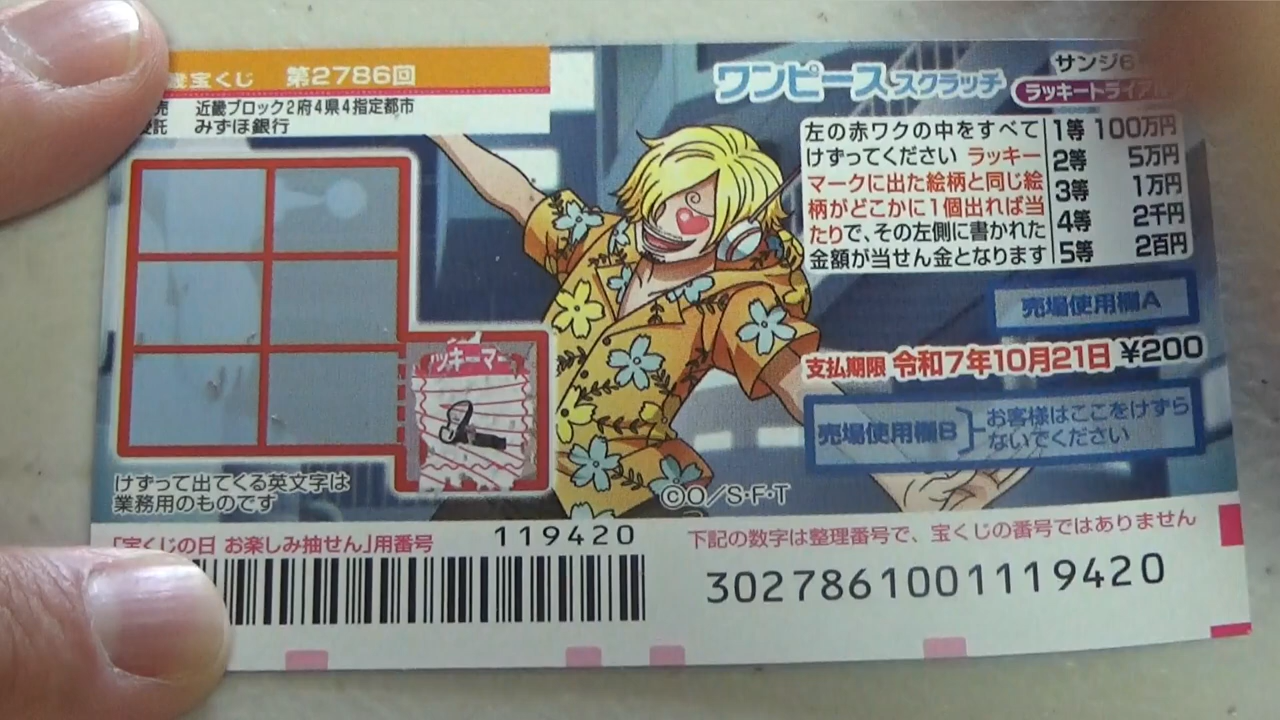 宝くじ 第2786回
近畿ブロック2府4県4指定都市
みずほ銀行
ワンピーススクラッチ
サンジ6
ラッキートライアル
左の赤ワクの中をすべて
けずってください ラッキー
マークに出た絵柄と同じ絵
柄がどこかに1個出れば当
たりで、その左側に書かれた
金額が当せん金となります
1等 100万円
2等 5万円
3等 1万円
4等 2千円
5等 2百円
売場使用欄A
支払期限 令和7年10月21日 ¥200
売場使用欄B
お客様はここをけずら
ないでください
ッキーマー
けずって出てくる英文字は
業務用のものです
©O/S・F・T
「宝くじの日 お楽しみ抽せん」用番号
119420
下記の数字は整理番号で、宝くじの番号ではありません
3027861001119420